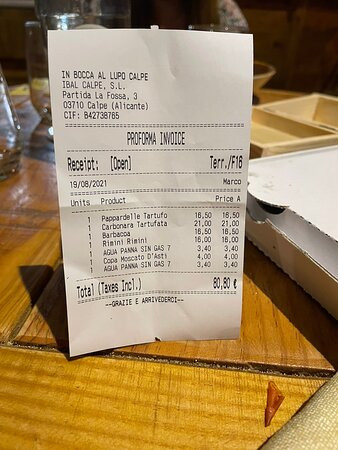 IN BOCCA AL LUPO CALPE
IBAL CALPE, S.L.
Partida La Fossa, 3
03710 Calpe (Alicante)
CIF: B42738765
PROFORMA INVOICE
Receipt: [Open] Terr./F16
19/08/2021 Marco
Units Product Price A
1 Pappardelle Tartufo 16,50 16,50
1 Carbonara Tartufata 21,00 21,00
1 Barbacoa 16,50 16,50
1 Rimini Rimini 16,00 16,00
1 AGUA PANNA SIN GAS 7 3,40 3,40
1 Copa Moscato D'Asti 4,00 4,00
1 AGUA PANNA SIN GAS 7 3,40 3,40
Total (Taxes Incl.) 80,80 €
--GRAZIE E ARRIVEDERCI--